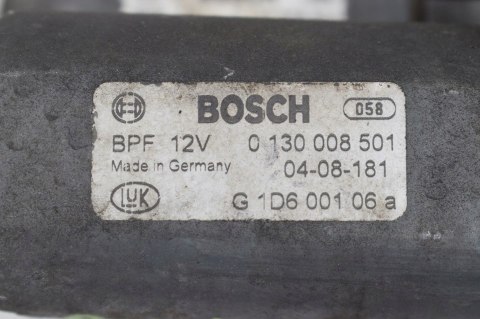 BOSCH 058
BPF 12V 0 130 008 501
Made in Germany 04-08-181
LUK G 1D6 001 06 a